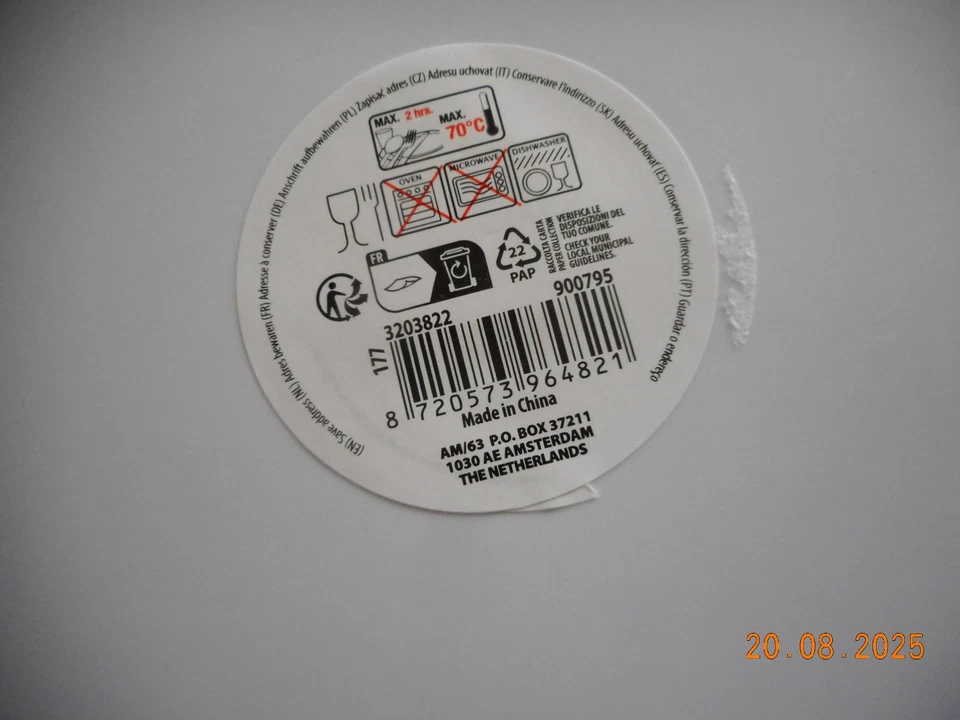 (EN) Save address (NL) Adres bewaren (FR) Adresse à conserver (DE) Anschrift aufbewahren (PL) Zapisać adres (CZ) Adresu uchovat (IT) Conservare l'indirizzo (SK) Adresu uchovat (ES) Conservar la dirección (PT) Guardar o endereço
MAX. 2 hrs. MAX.
70°C
OVEN MICROWAVE DISHWASHER
FR
22
PAP
RACCOLTA CARTA
PAPER COLLECTION
VERIFICA LE
DISPOSIZIONI DEL
TUO COMUNE.
CHECK YOUR
LOCAL MUNICIPAL
GUIDELINES.
3203822 900795
177
8 720573 964821
Made in China
AM/63 P.O. BOX 37211
1030 AE AMSTERDAM
THE NETHERLANDS
20.08.2025